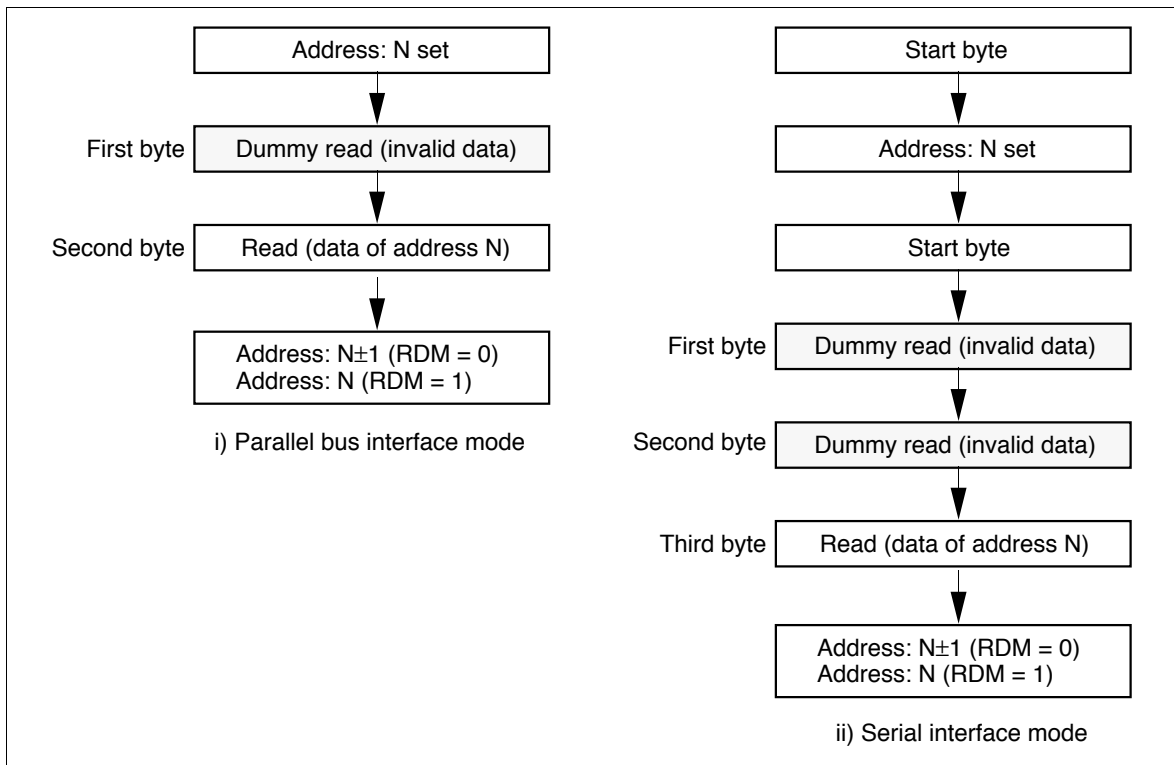 Address: N set
First byte
Dummy read (invalid data)
Second byte
Read (data of address N)
Address: N±1 (RDM = 0)
Address: N (RDM = 1)
i) Parallel bus interface mode
Start byte
Address: N set
Start byte
First byte
Dummy read (invalid data)
Second byte
Dummy read (invalid data)
Third byte
Read (data of address N)
Address: N±1 (RDM = 0)
Address: N (RDM = 1)
ii) Serial interface mode